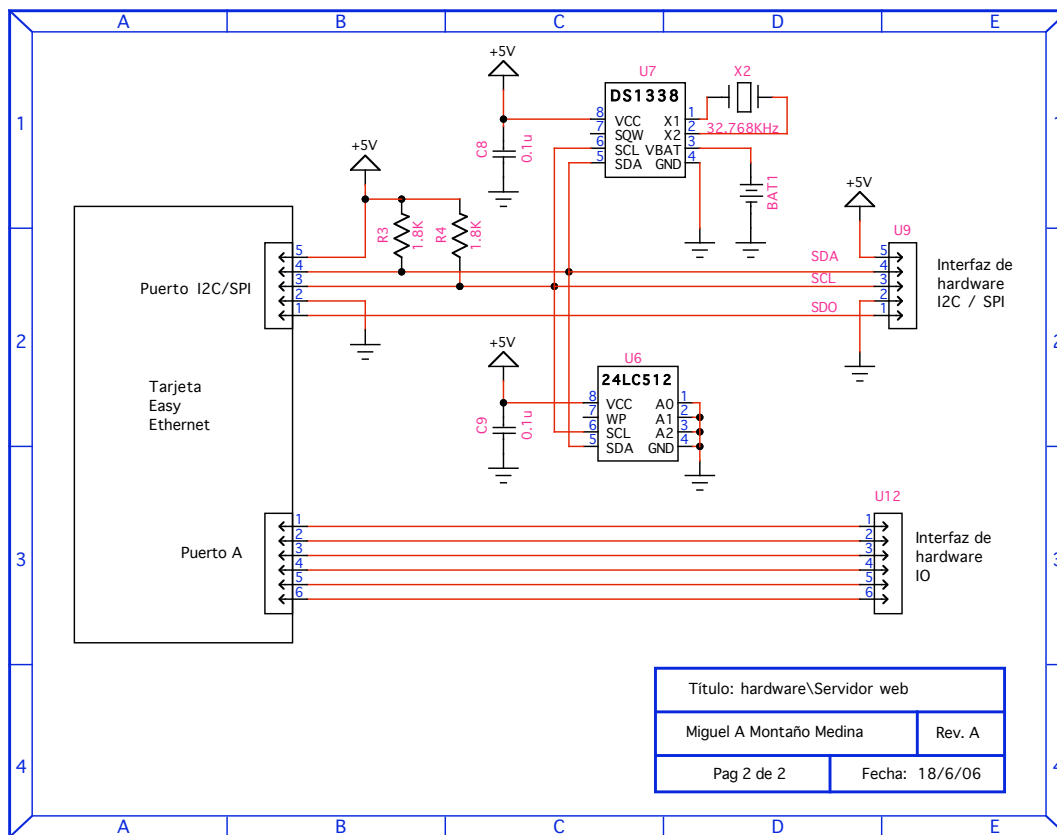 A B C D E
1
1
2
2
3
3
4
4
+5V
U7
DS1338
8 VCC X1 1
7 SQW X2 2
6 SCL VBAT 3
5 SDA GND 4
X2
32.768KHz
C8
0.1u
+5V
R3
1.8K
R4
1.8K
BAT1
+5V
U9
5
4
3
2
1
Puerto I2C/SPI
5
4
3
2
1
SDA
SCL
SDO
Interfaz de
hardware
I2C / SPI
Tarjeta
Easy
Ethernet
+5V
C9
0.1u
U6
24LC512
8 VCC A0 1
7 WP A1 2
6 SCL A2 3
5 SDA GND 4
Puerto A
1
2
3
4
5
6
U12
1
2
3
4
5
6
Interfaz de
hardware
IO
Título: hardware\Servidor web
Miguel A Montaño Medina
Rev. A
Pag 2 de 2
Fecha: 18/6/06
A B C D E